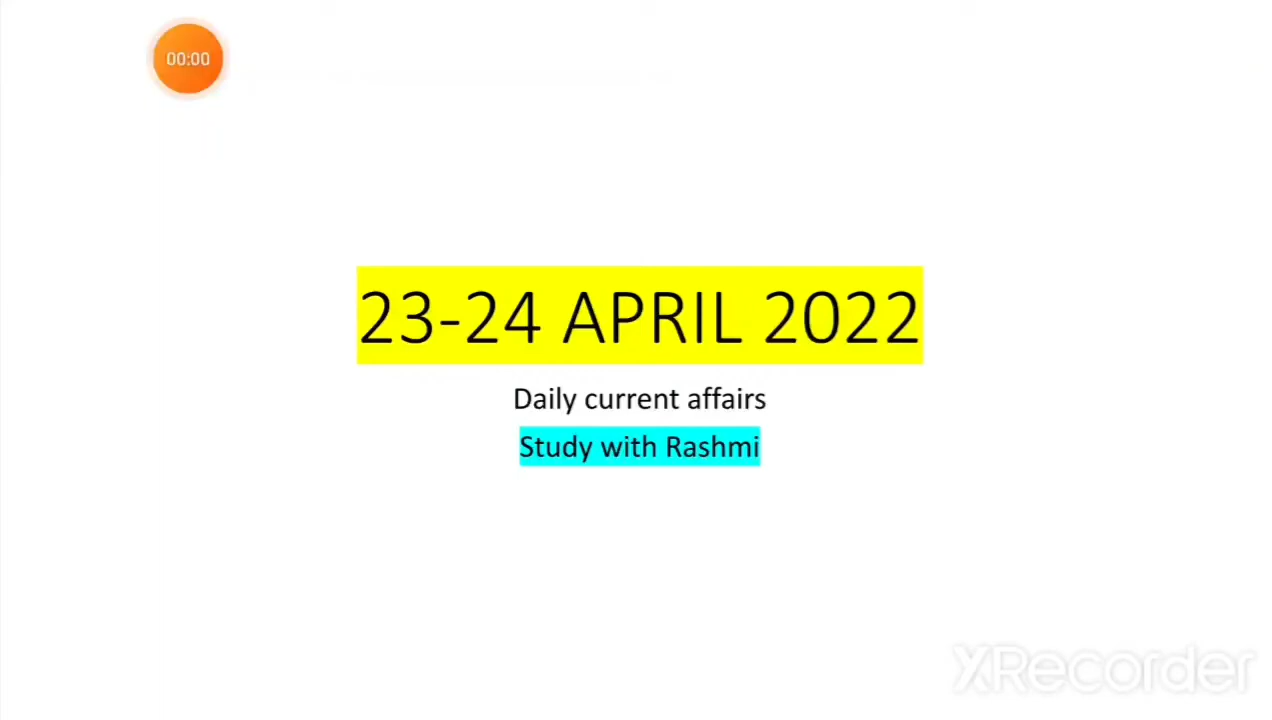 00:00
23-24 APRIL 2022
Daily current affairs
Study with Rashmi
XRecorder